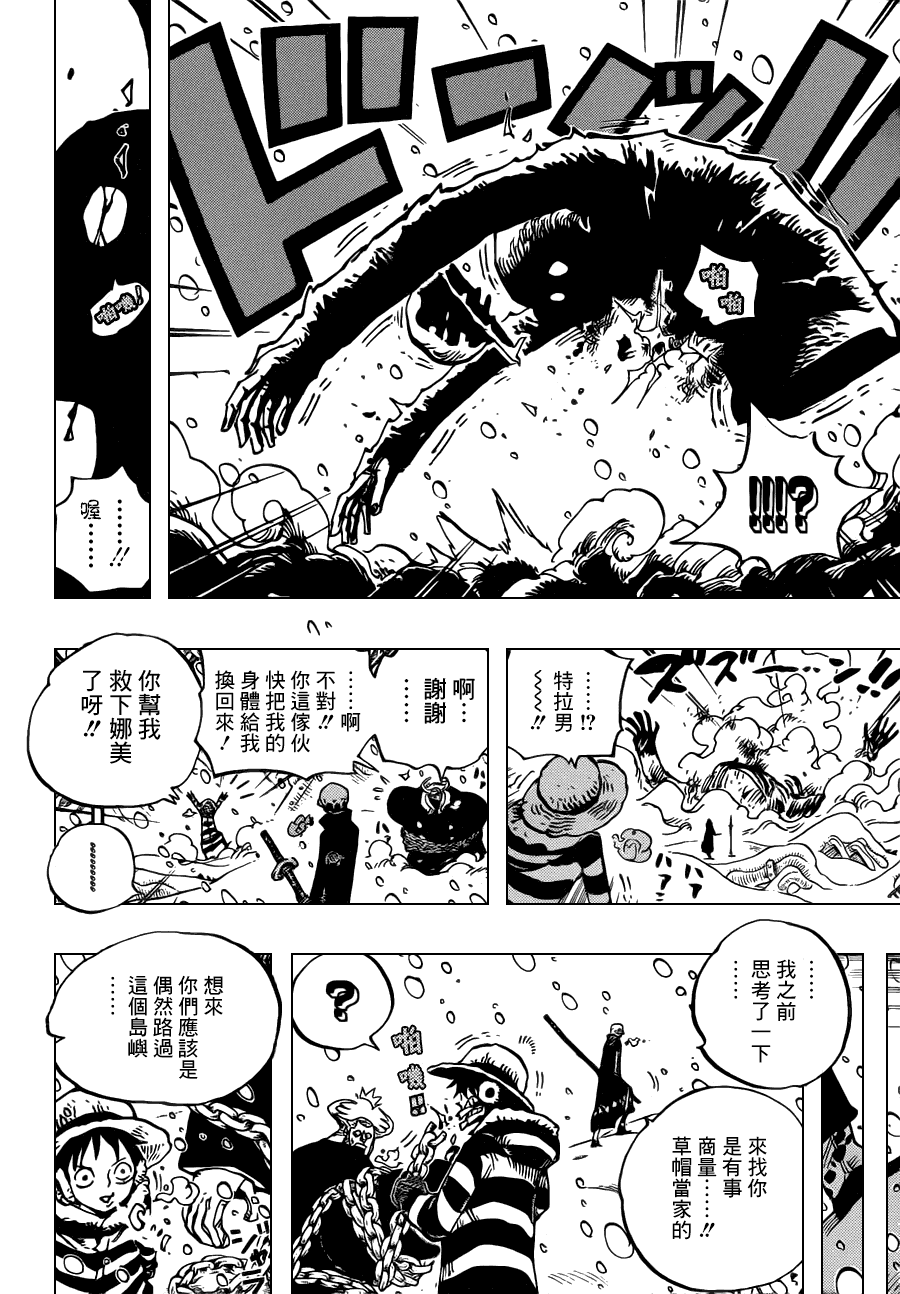 ドーーッ!!
啪
啪
!!!?
啪噢!
……!!
喔
……
……!?
特拉男
~~~!!
啊…
謝謝
……
……啊
不對!!
你這傢伙
快把我的
身體給我
換回來!
你幫我
救下娜美
了呀!!
…………
……
我之前
思考了一下
來找你
是有事
商量……!!
草帽當家的
?
啪
噢
!!
想來
你們應該是
偶然路過
這個島嶼
……